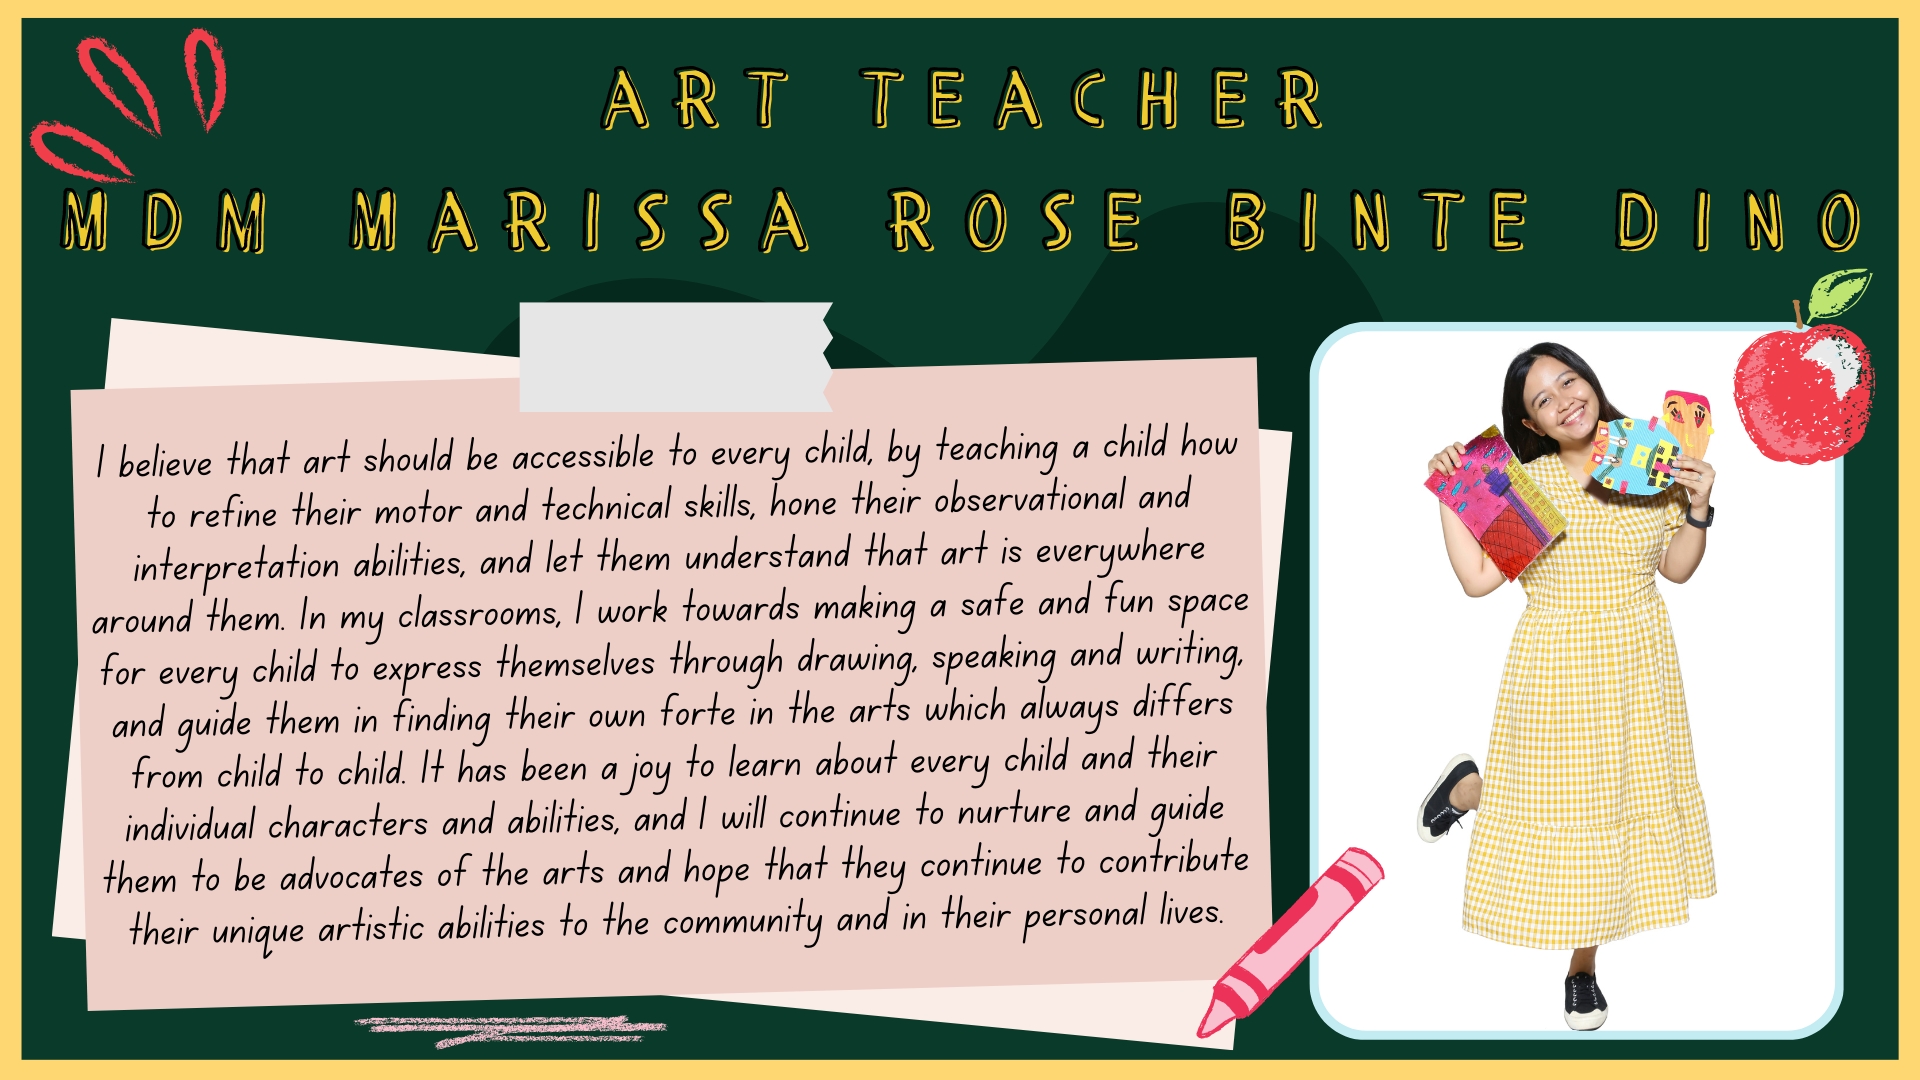 ART TEACHER
MDM MARISSA ROSE BINTE DINO
I believe that art should be accessible to every child, by teaching a child how
to refine their motor and technical skills, hone their observational and
interpretation abilities, and let them understand that art is everywhere
around them. In my classrooms, I work towards making a safe and fun space
for every child to express themselves through drawing, speaking and writing,
and guide them in finding their own forte in the arts which always differs
from child to child. It has been a joy to learn about every child and their
individual characters and abilities, and I will continue to nurture and guide
them to be advocates of the arts and hope that they continue to contribute
their unique artistic abilities to the community and in their personal lives.